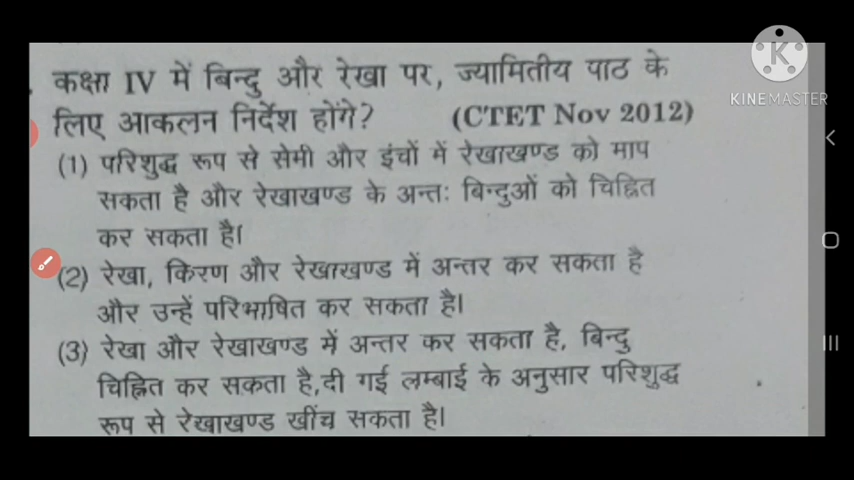 कक्षा IV में बिन्दु और रेखा पर, ज्यामितीय पाठ के
लिए आकलन निर्देश होंगे? (CTET Nov 2012)
(1) परिशुद्ध रूप से सेमी और इंचों में रेखाखण्ड को माप
सकता है और रेखाखण्ड के अन्तः बिन्दुओं को चिह्नित
कर सकता है।
(2) रेखा, किरण और रेखाखण्ड में अन्तर कर सकता है
और उन्हें परिभाषित कर सकता है।
(3) रेखा और रेखाखण्ड में अन्तर कर सकता है, बिन्दु
चिह्नित कर सकता है, दी गई लम्बाई के अनुसार परिशुद्ध
रूप से रेखाखण्ड खींच सकता है।
KINEMASTER